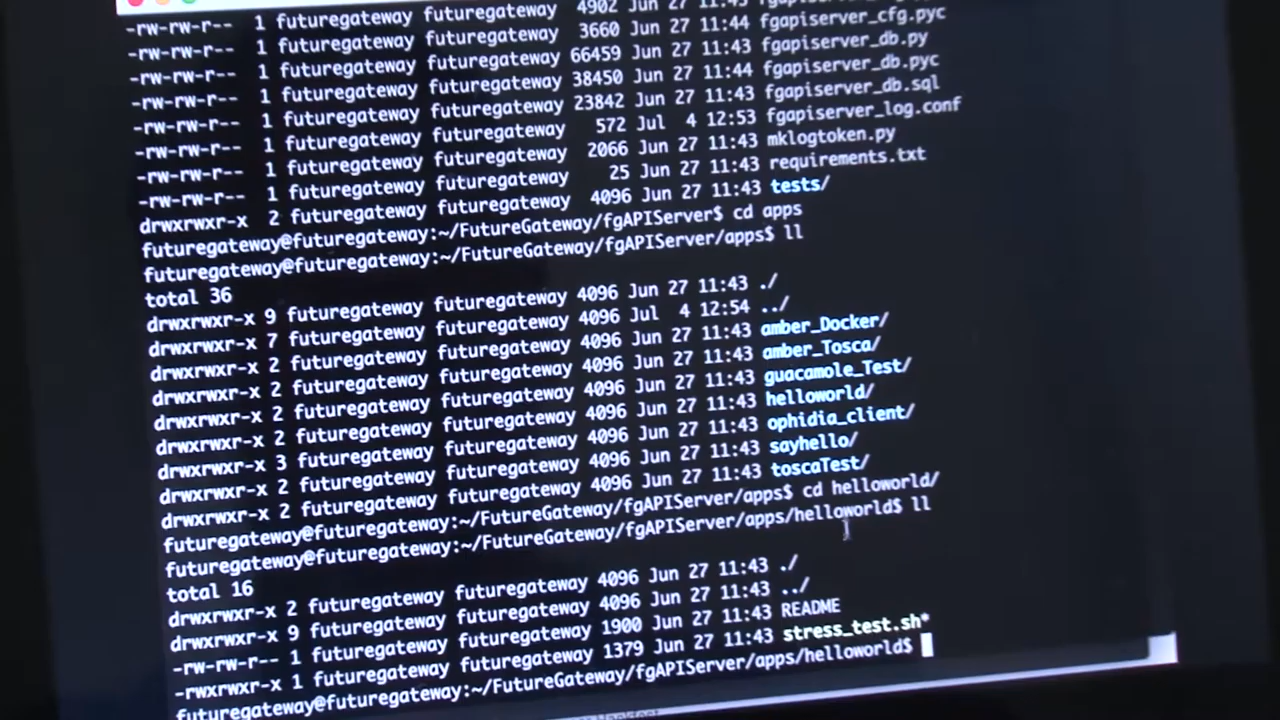 -rw-rw-r-- 1 futuregateway futuregateway 4902 Jun 27 11:43
-rw-rw-r-- 1 futuregateway futuregateway 3660 Jun 27 11:44 fgapiserver_cfg.pyc
-rw-rw-r-- 1 futuregateway futuregateway 66459 Jun 27 11:43 fgapiserver_db.py
-rw-rw-r-- 1 futuregateway futuregateway 38450 Jun 27 11:44 fgapiserver_db.pyc
-rw-rw-r-- 1 futuregateway futuregateway 23842 Jun 27 11:43 fgapiserver_db.sql
-rw-rw-r-- 1 futuregateway futuregateway 572 Jul 4 12:53 fgapiserver_log.conf
-rw-rw-r-- 1 futuregateway futuregateway 2066 Jun 27 11:43 mklogtoken.py
-rw-rw-r-- 1 futuregateway futuregateway 25 Jun 27 11:43 requirements.txt
drwxrwxr-x 2 futuregateway futuregateway 4096 Jun 27 11:43 tests/
futuregateway@futuregateway:~/FutureGateway/fgAPIServer$ cd apps
futuregateway@futuregateway:~/FutureGateway/fgAPIServer/apps$ ll
total 36
drwxrwxr-x 9 futuregateway futuregateway 4096 Jun 27 11:43 ./
drwxrwxr-x 7 futuregateway futuregateway 4096 Jul 4 12:54 ../
drwxrwxr-x 2 futuregateway futuregateway 4096 Jun 27 11:43 amber_Docker/
drwxrwxr-x 2 futuregateway futuregateway 4096 Jun 27 11:43 amber_Tosca/
drwxrwxr-x 2 futuregateway futuregateway 4096 Jun 27 11:43 guacamole_Test/
drwxrwxr-x 2 futuregateway futuregateway 4096 Jun 27 11:43 helloworld/
drwxrwxr-x 3 futuregateway futuregateway 4096 Jun 27 11:43 ophidia_client/
drwxrwxr-x 2 futuregateway futuregateway 4096 Jun 27 11:43 sayhello/
drwxrwxr-x 2 futuregateway futuregateway 4096 Jun 27 11:43 toscaTest/
futuregateway@futuregateway:~/FutureGateway/fgAPIServer/apps$ cd helloworld/
futuregateway@futuregateway:~/FutureGateway/fgAPIServer/apps/helloworld$ ll
total 16
drwxrwxr-x 2 futuregateway futuregateway 4096 Jun 27 11:43 ./
drwxrwxr-x 9 futuregateway futuregateway 4096 Jun 27 11:43 ../
-rw-rw-r-- 1 futuregateway futuregateway 1900 Jun 27 11:43 README
-rwxrwxr-x 1 futuregateway futuregateway 1379 Jun 27 11:43 stress_test.sh*
futuregateway@futuregateway:~/FutureGateway/fgAPIServer/apps/helloworld$